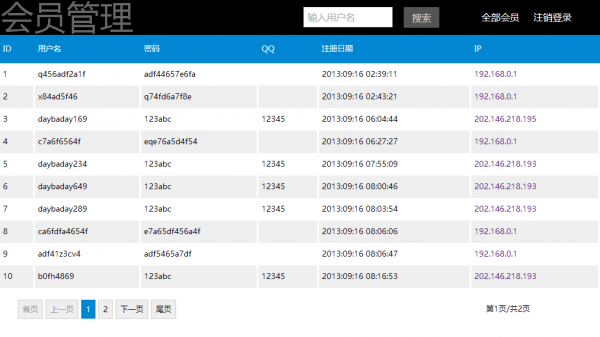 会员管理 输入用户名 搜索 全部会员 注销登录
ID 用户名 密码 QQ 注册日期 IP
1 q456adf2a1f adf44657e6fa 2013:09:16 02:39:11 192.168.0.1
2 x84ad5f46 q74fd6a7f8e 2013:09:16 02:43:21 192.168.0.1
3 daybaday169 123abc 12345 2013:09:16 06:04:44 202.146.218.195
4 c7a6f6564f eqe76a5d4f54 2013:09:16 06:27:27 192.168.0.1
5 daybaday234 123abc 12345 2013:09:16 07:55:09 202.146.218.193
6 daybaday649 123abc 12345 2013:09:16 08:00:46 202.146.218.193
7 daybaday289 123abc 12345 2013:09:16 08:03:54 202.146.218.193
8 ca6fdfa4654f e7a65df456a4f 2013:09:16 08:06:06 192.168.0.1
9 adf41z3cv4 adf5465a7df 2013:09:16 08:06:47 192.168.0.1
10 b0fh4869 123abc 12345 2013:09:16 08:16:53 202.146.218.193
首页 上一页 1 2 下一页 尾页 第1页/共2页